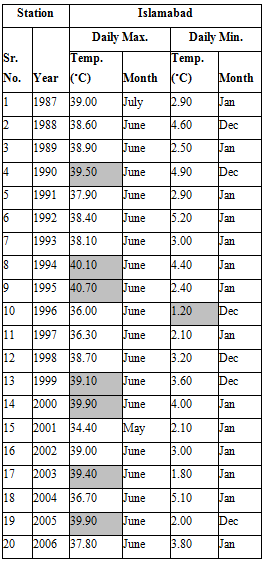 Station Islamabad
Daily Max. Daily Min.
Sr. Temp. Temp.
No. Year (°C) Month (°C) Month
1 1987 39.00 July 2.90 Jan
2 1988 38.60 June 4.60 Dec
3 1989 38.90 June 2.50 Jan
4 1990 39.50 June 4.90 Dec
5 1991 37.90 June 2.90 Jan
6 1992 38.40 June 5.20 Jan
7 1993 38.10 June 3.00 Jan
8 1994 40.10 June 4.40 Jan
9 1995 40.70 June 2.40 Jan
10 1996 36.00 June 1.20 Dec
11 1997 36.30 June 2.10 Jan
12 1998 38.70 June 3.20 Dec
13 1999 39.10 June 3.60 Dec
14 2000 39.90 June 4.00 Jan
15 2001 34.40 May 2.10 Jan
16 2002 39.00 June 3.00 Jan
17 2003 39.40 June 1.80 Jan
18 2004 36.70 June 5.10 Jan
19 2005 39.90 June 2.00 Dec
20 2006 37.80 June 3.80 Jan